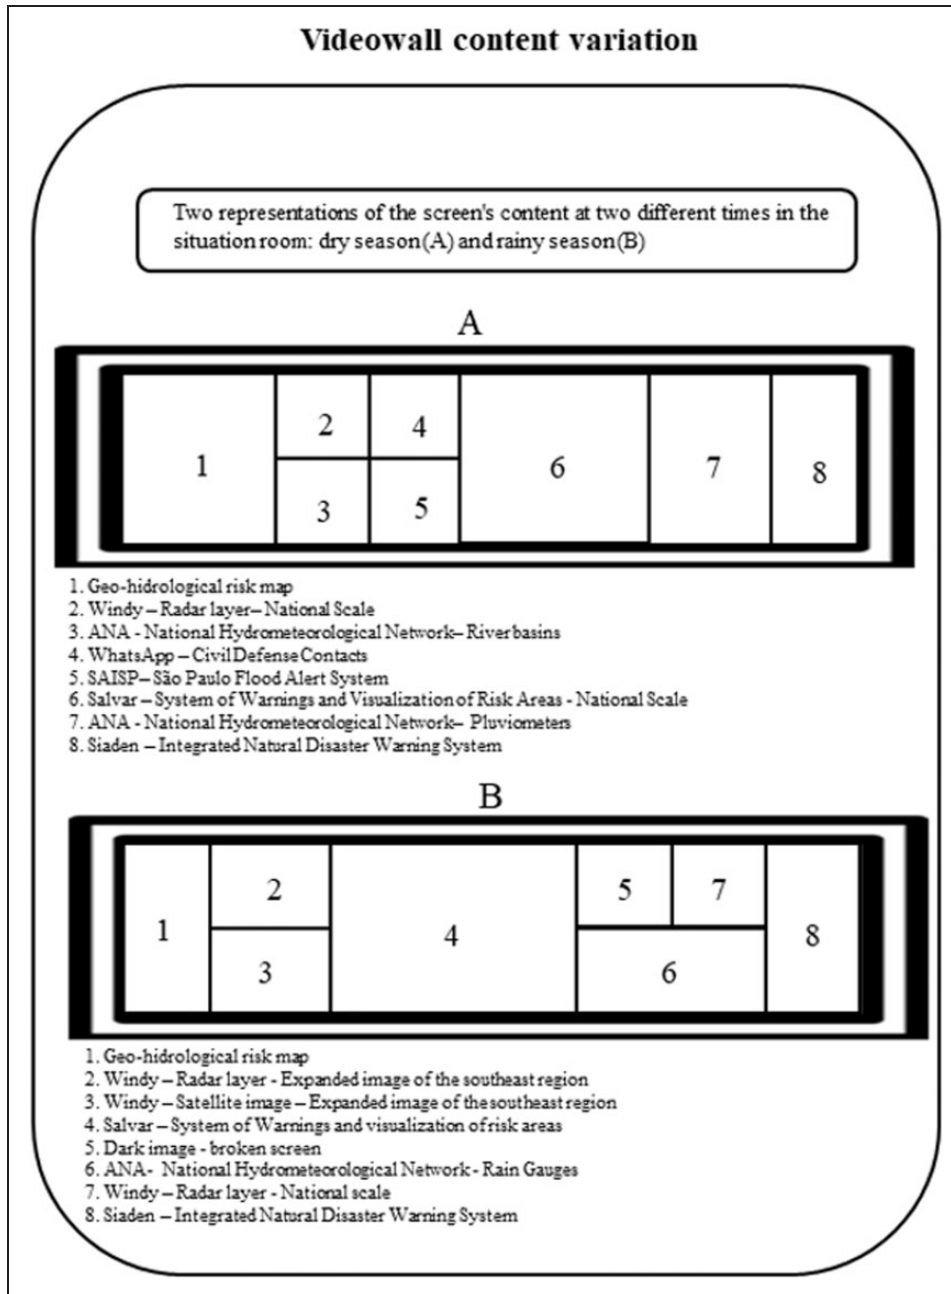 Videowall content variation
Two representations of the screen's content at two different times in the
situation room: dry season(A) and rainy season(B)
A
1
2
4
3
5
6
7
8
1. Geo-hidrological risk map
2. Windy – Radar layer– National Scale
3. ANA - National Hydrometeorological Network– River basins
4. WhatsApp – Civil Defense Contacts
5. SAISP– São Paulo Flood Alert System
6. Salvar – System of Warnings and Visualization of Risk Areas - National Scale
7. ANA - National Hydrometeorological Network– Pluviometers
8. Siaden – Integrated Natural Disaster Warning System
B
1
2
3
4
5
7
6
8
1. Geo-hidrological risk map
2. Windy – Radar layer - Expanded image of the southeast region
3. Windy – Satellite image – Expanded image of the southeast region
4. Salvar – System of Warnings and visualization of risk areas
5. Dark image - broken screen
6. ANA- National Hydrometeorological Network - Rain Gauges
7. Windy – Radar layer - National scale
8. Siaden – Integrated Natural Disaster Warning System